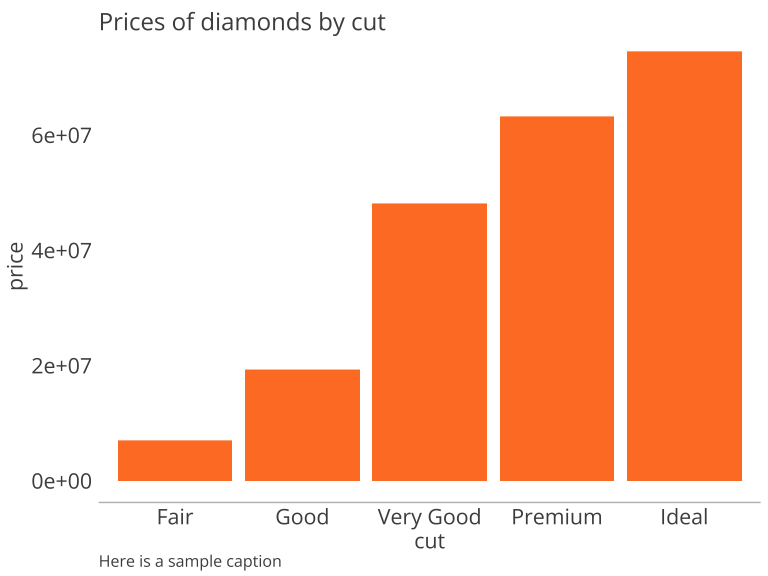 Prices of diamonds by cut
price
6e+07
4e+07
2e+07
0e+00
Fair Good Very Good Premium Ideal
cut
Here is a sample caption